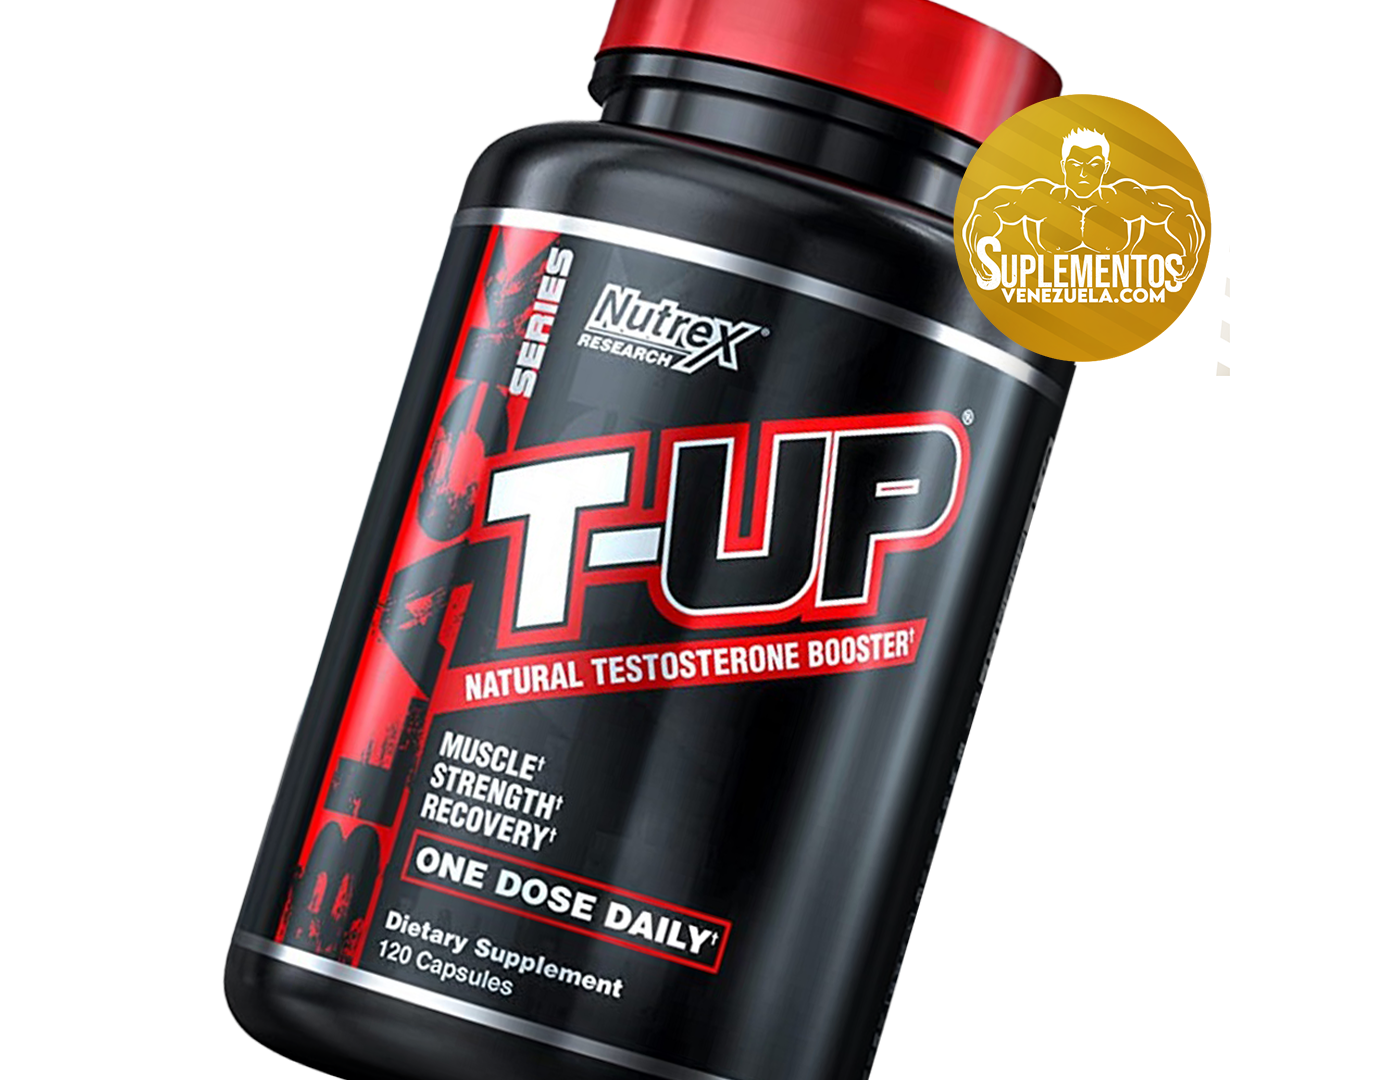 SUPLEMENTOS
VENEZUELA.COM
BLACK
SERIES
NutreX®
RESEARCH
T-UP®
NATURAL TESTOSTERONE BOOSTER†
MUSCLE†
STRENGTH†
RECOVERY†
ONE DOSE DAILY†
Dietary Supplement
120 Capsules